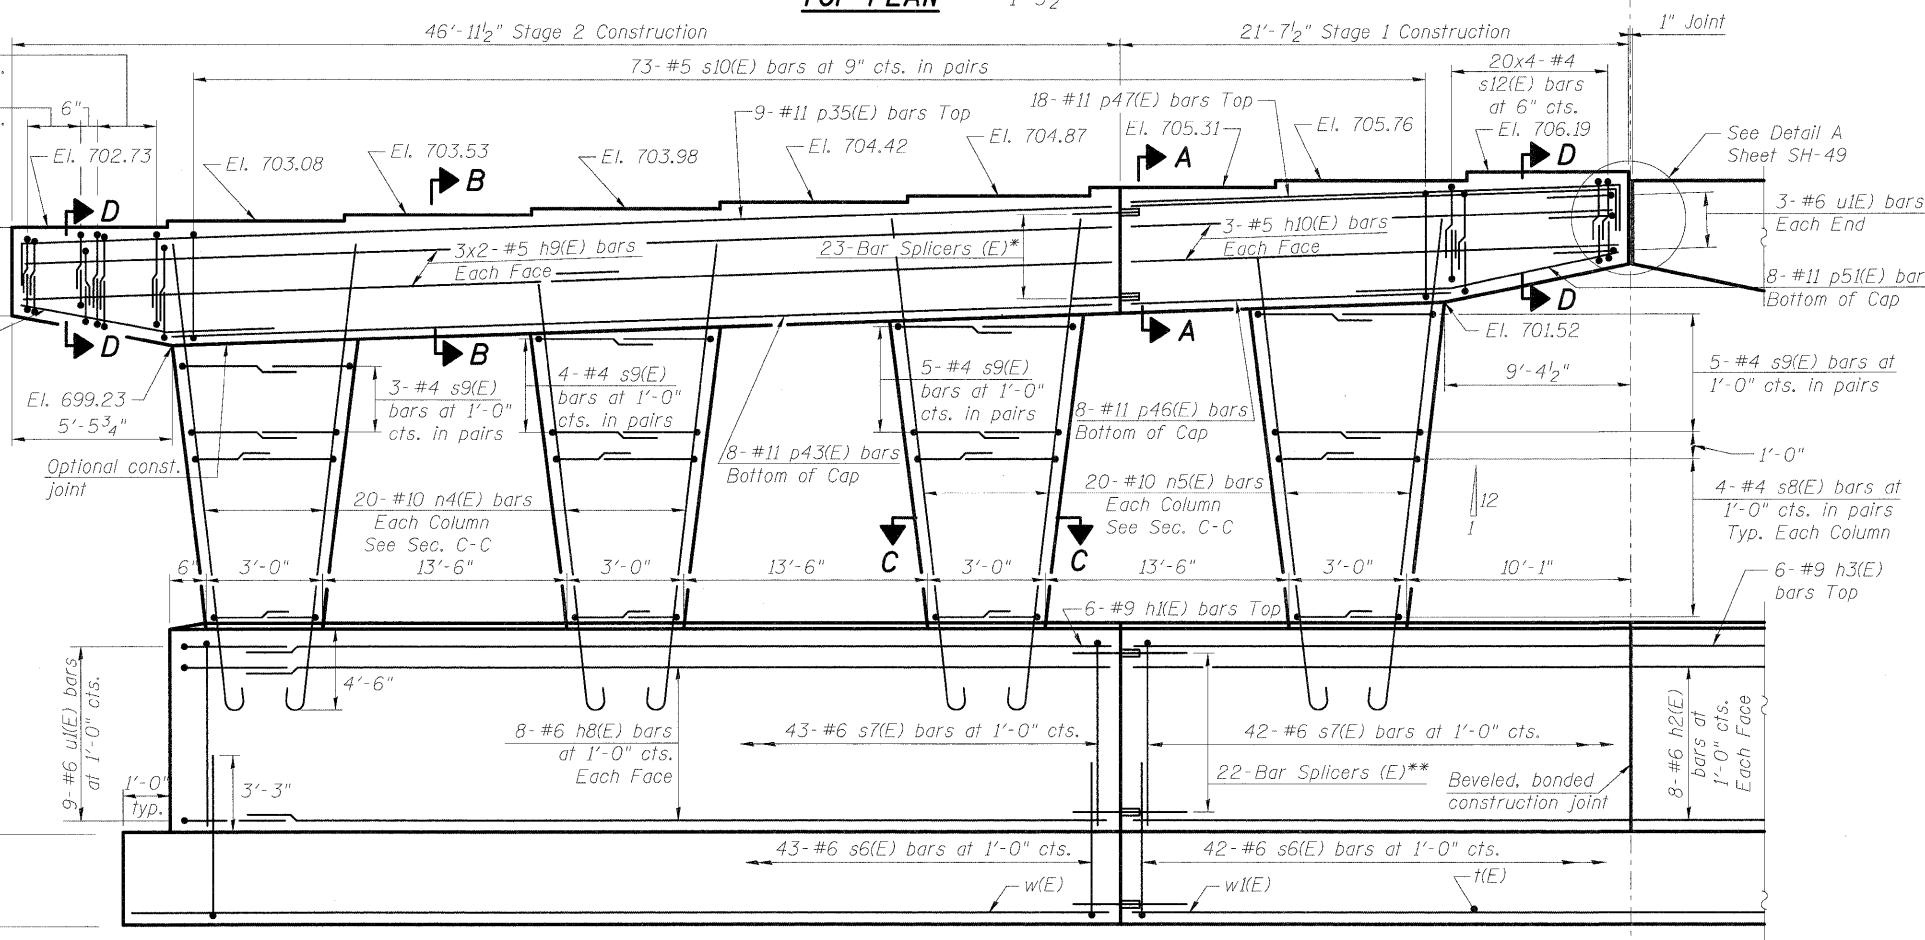 TOP PLAN
46'-11½" Stage 2 Construction
21'-7½" Stage 1 Construction
1" Joint
73-#5 s10(E) bars at 9" cts. in pairs
20x4-#4
s12(E) bars
at 6" cts.
6"
9-#11 p35(E) bars Top
18-#11 p47(E) bars Top
El. 702.73
El. 703.08
El. 703.53
El. 703.98
El. 704.42
El. 704.87
El. 705.31
El. 705.76
El. 706.19
See Detail A
Sheet SH-49
B
A
D
D
3-#6 u1(E) bars
Each End
3x2-#5 h9(E) bars
Each Face
23-Bar Splicers (E)*
3-#5 h10(E) bars
Each Face
8-#11 p51(E) bar
Bottom of Cap
D
B
A
D
El. 701.52
El. 699.23
5'-5¾"
3-#4 s9(E)
bars at 1'-0"
cts. in pairs
4-#4 s9(E)
bars at 1'-0"
cts. in pairs
5-#4 s9(E)
bars at 1'-0"
cts. in pairs
9'-4½"
5-#4 s9(E) bars at
1'-0" cts. in pairs
8-#11 p46(E) bars
Bottom of Cap
8-#11 p43(E) bars
Bottom of Cap
Optional const.
joint
1'-0"
20-#10 n4(E) bars
Each Column
See Sec. C-C
20-#10 n5(E) bars
Each Column
See Sec. C-C
12
1
4-#4 s8(E) bars at
1'-0" cts. in pairs
Typ. Each Column
C
C
6"
3'-0"
13'-6"
3'-0"
13'-6"
3'-0"
13'-6"
3'-0"
10'-1"
6-#9 h3(E)
bars Top
6-#9 h1(E) bars Top
9-#6 u1(E) bars
at 1'-0" cts.
4'-6"
8-#6 h8(E) bars
at 1'-0" cts.
Each Face
43-#6 s7(E) bars at 1'-0" cts.
42-#6 s7(E) bars at 1'-0" cts.
22-Bar Splicers (E)**
Beveled, bonded
construction joint
8-#6 h2(E)
bars at
1'-0" cts.
Each Face
1'-0"
typ.
3'-3"
43-#6 s6(E) bars at 1'-0" cts.
42-#6 s6(E) bars at 1'-0" cts.
w(E)
w1(E)
t(E)